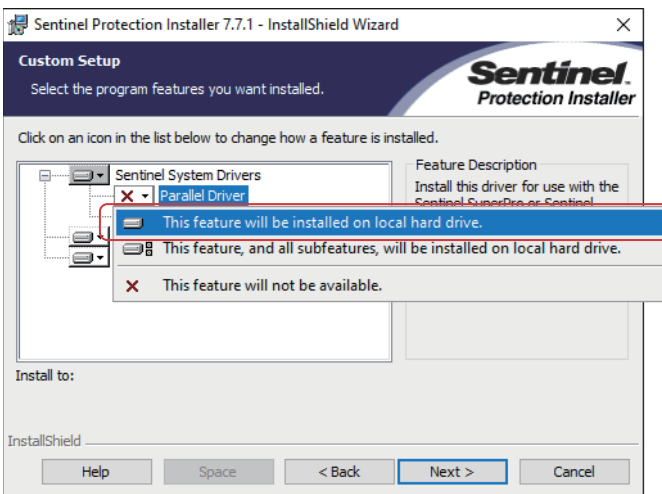 Sentinel Protection Installer 7.7.1 - InstallShield Wizard
Custom Setup
Select the program features you want installed.
Sentinel.
Protection Installer
Click on an icon in the list below to change how a feature is installed.
Sentinel System Drivers
Parallel Driver
Feature Description
Install this driver for use with the
Sentinel SuperPro or Sentinel
This feature will be installed on local hard drive.
This feature, and all subfeatures, will be installed on local hard drive.
This feature will not be available.
Install to:
InstallShield
Help
Space
< Back
Next >
Cancel